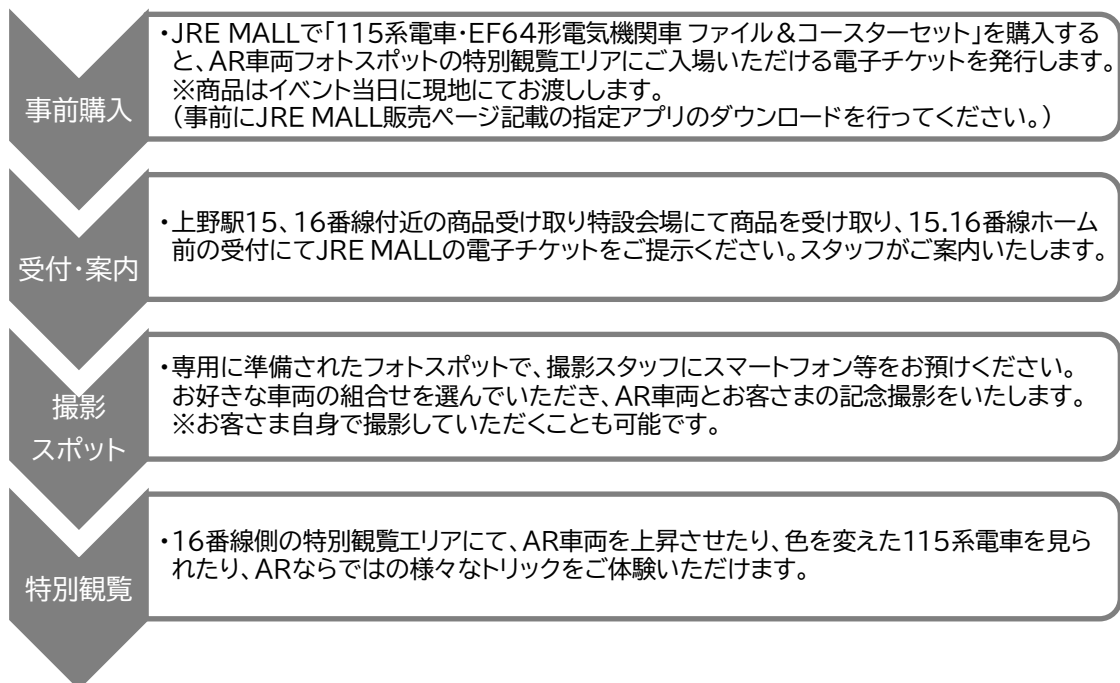 事前購入
・JRE MALLで「115系電車・EF64形電気機関車 ファイル&コースターセット」を購入する
と、AR車両フォトスポットの特別観覧エリアにご入場いただける電子チケットを発行します。
※商品はイベント当日に現地にてお渡しします。
(事前にJRE MALL販売ページ記載の指定アプリのダウンロードを行ってください。)
受付・案内
・上野駅15、16番線付近の商品受け取り特設会場にて商品を受け取り、15.16番線ホーム
前の受付にてJRE MALLの電子チケットをご提示ください。スタッフがご案内いたします。
撮影
スポット
・専用に準備されたフォトスポットで、撮影スタッフにスマートフォン等をお預けください。
お好きな車両の組合せを選んでいただき、AR車両とお客さまの記念撮影をいたします。
※お客さま自身で撮影していただくことも可能です。
特別観覧
・16番線側の特別観覧エリアにて、AR車両を上昇させたり、色を変えた115系電車を見ら
れたり、ARならではの様々なトリックをご体験いただけます。